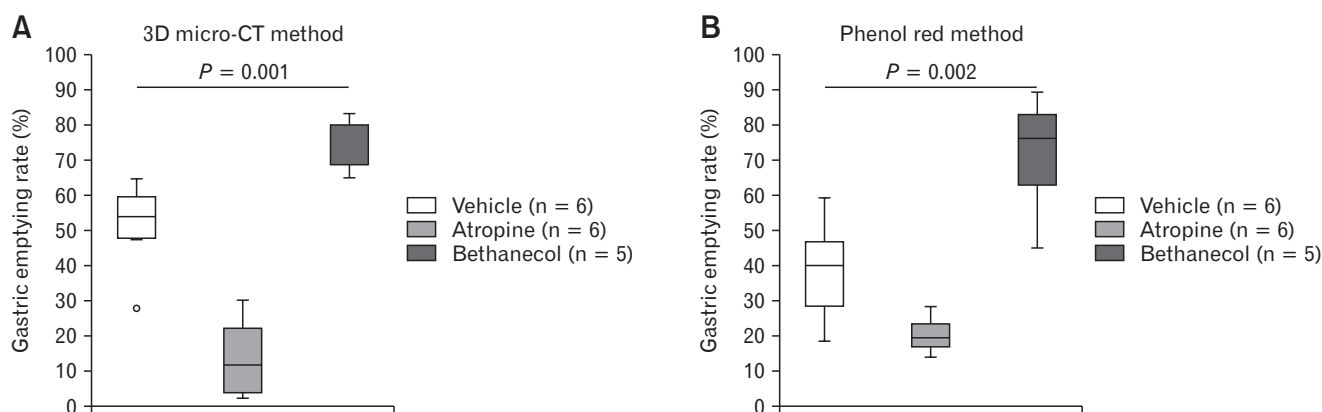 A
3D micro-CT method
100
90
80
70
60
50
40
30
20
10
0
Gastric emptying rate (%)
P = 0.001
Vehicle (n = 6)
Atropine (n = 6)
Bethanecol (n = 5)
B
Phenol red method
100
90
80
70
60
50
40
30
20
10
0
Gastric emptying rate (%)
P = 0.002
Vehicle (n = 6)
Atropine (n = 6)
Bethanecol (n = 5)